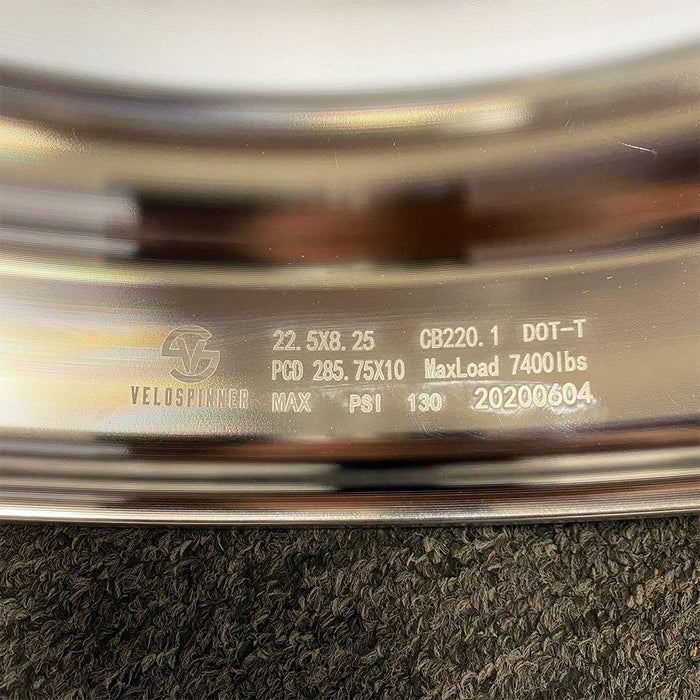 22.5X8.25 CB220.1 DOT-T
PCD 285.75X10 MaxLoad 7400lbs
VELOSPINNER MAX PSI 130 20200604